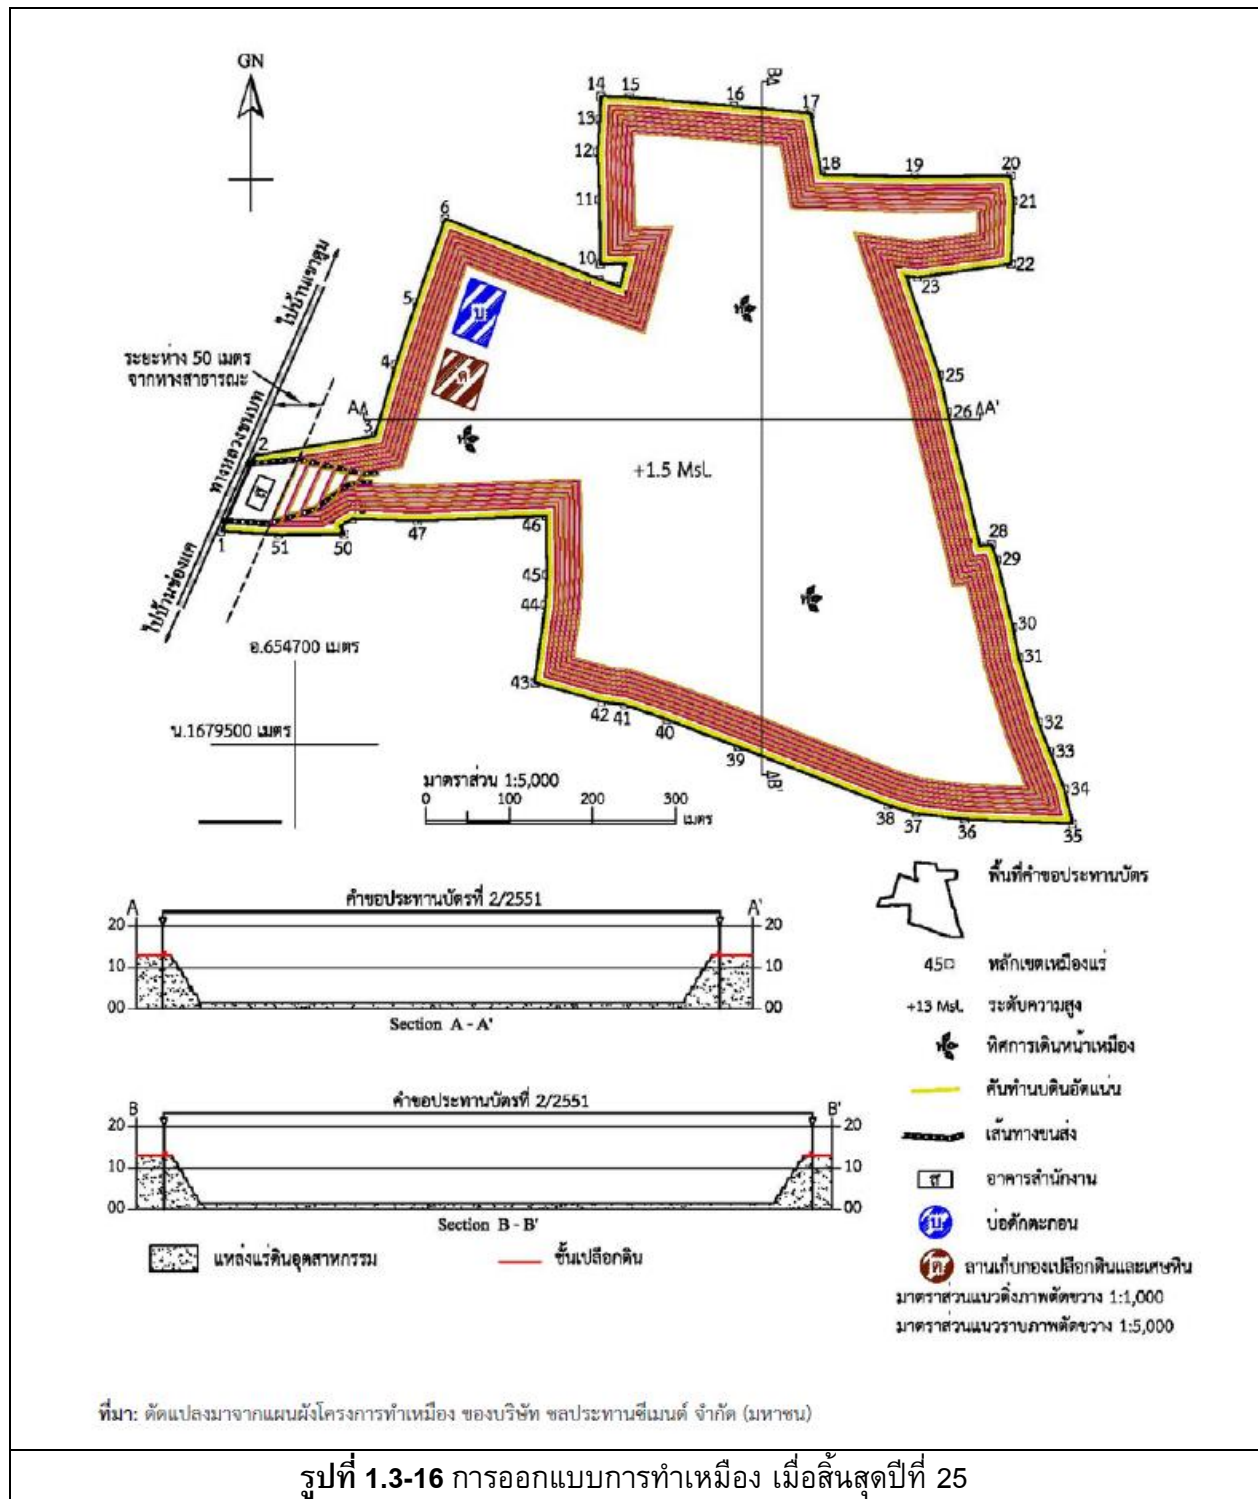 GN
14 15 16 17
13
12
11
10
18 19 20
21
22
23
6
5
4
3
2
1
51
50
47
46
45
44
43
42 41
40
39
38 37 36 35
34
33
32
31
30
29
28
26
25
B
A
A'
B'
ไปบ้านเขาดูม
ระยะห่าง 50 เมตร
จากทางสาธารณะ
ทางหลวงชนบท
ไปบ้านช่องแค
ส
บ
ด
+1.5 Msl.
อ.654700 เมตร
น.1679500 เมตร
มาตราส่วน 1:5,000
0 100 200 300
เมตร
คำขอประทานบัตรที่ 2/2551
A A'
20 20
10 10
00 00
Section A - A'
คำขอประทานบัตรที่ 2/2551
B B'
20 20
10 10
00 00
Section B - B'
แหล่งแร่ดินอุตสาหกรรม
ชั้นเปลือกดิน
พื้นที่คำขอประทานบัตร
45 หลักเขตเหมืองแร่
+13 Msl. ระดับความสูง
ทิศการเดินหน้าเหมือง
คันทำนบดินอัดแน่น
เส้นทางขนส่ง
ส อาคารสำนักงาน
บ บ่อดักตะกอน
ด ลานเก็บกองเปลือกดินและเศษหิน
มาตราส่วนแนวดิ่งภาพตัดขวาง 1:1,000
มาตราส่วนแนวราบภาพตัดขวาง 1:5,000
ที่มา: ดัดแปลงมาจากแผนผังโครงการทำเหมือง ของบริษัท ชลประทานซีเมนต์ จำกัด (มหาชน)
รูปที่ 1.3-16 การออกแบบการทำเหมือง เมื่อสิ้นสุดปีที่ 25